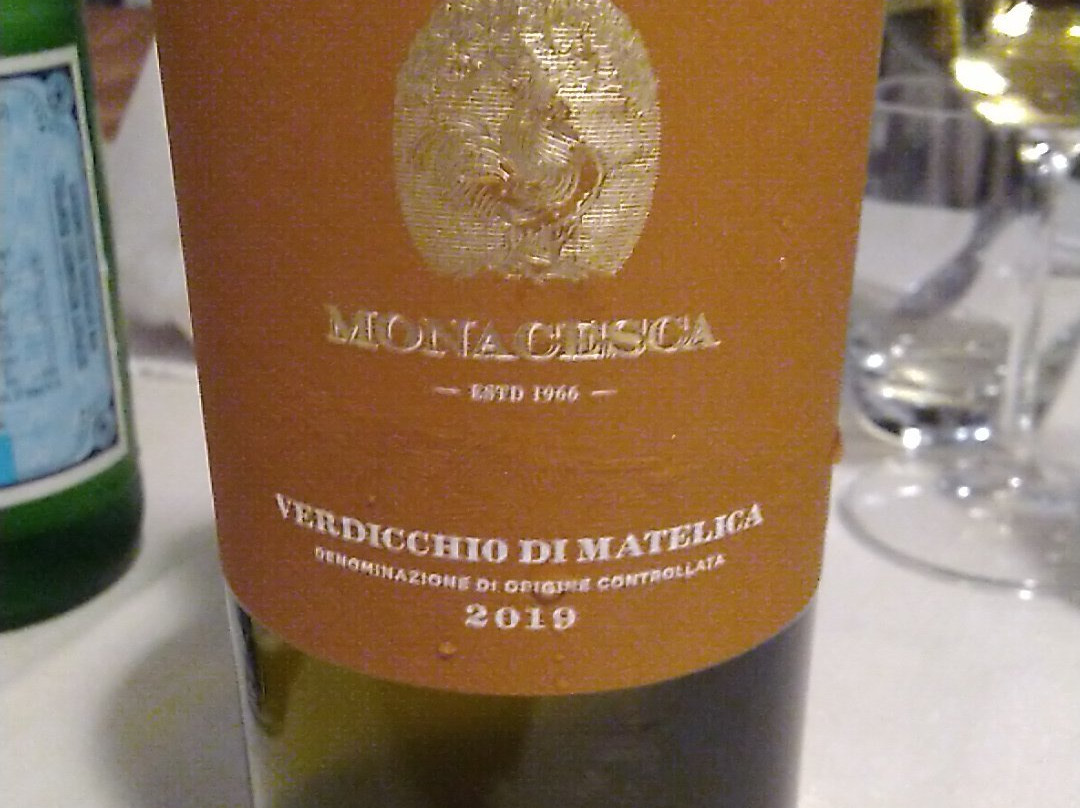 MONACESCA
— ESTD 1966 —
VERDICCHIO DI MATELICA
DENOMINAZIONE DI ORIGINE CONTROLLATA
2019